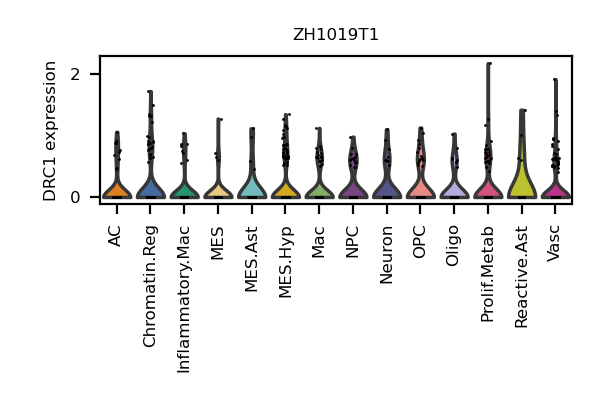 ZH1019T1
DRC1 expression
2
0
AC
Chromatin.Reg
Inflammatory.Mac
MES
MES.Ast
MES.Hyp
Mac
NPC
Neuron
OPC
Oligo
Prolif.Metab
Reactive.Ast
Vasc